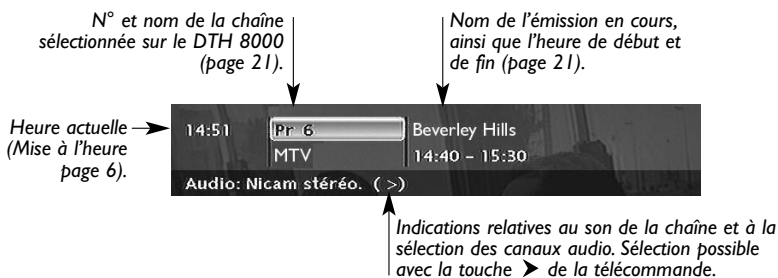 N° et nom de la chaîne
sélectionnée sur le DTH 8000
(page 21).
Nom de l'émission en cours,
ainsi que l'heure de début et
de fin (page 21).
Heure actuelle
(Mise à l'heure
page 6).
14:51 Pr 6 Beverley Hills
MTV 14:40 – 15:30
Audio: Nicam stéréo. ( >)
Indications relatives au son de la chaîne et à la
sélection des canaux audio. Sélection possible
avec la touche ➤ de la télécommande.